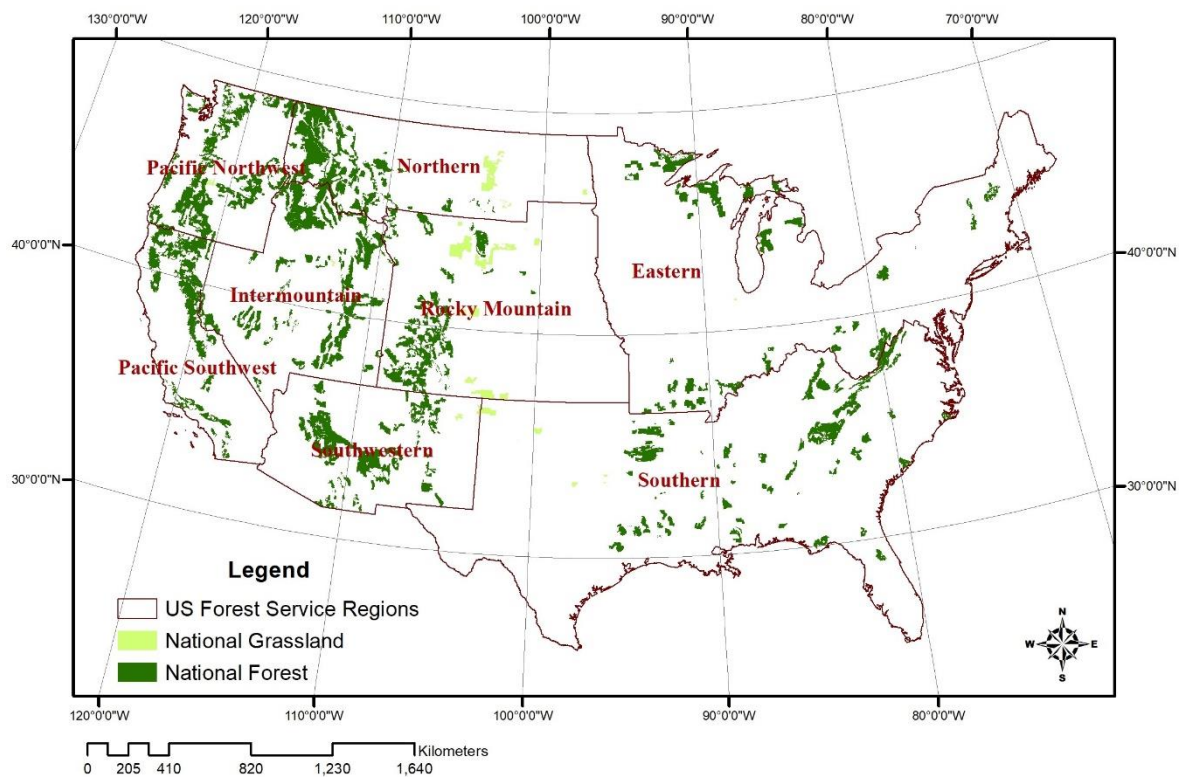 130°0'0"W 120°0'0"W 110°0'0"W 100°0'0"W 90°0'0"W 80°0'0"W 70°0'0"W
Pacific Northwest
Northern
40°0'0"N
40°0'0"N
Eastern
Intermountain
Rocky Mountain
Pacific Southwest
Southwestern
30°0'0"N
Southern
30°0'0"N
Legend
US Forest Service Regions
National Grassland
National Forest
N
W E
S
120°0'0"W 110°0'0"W 100°0'0"W 90°0'0"W 80°0'0"W
Kilometers
0 205 410 820 1,230 1,640